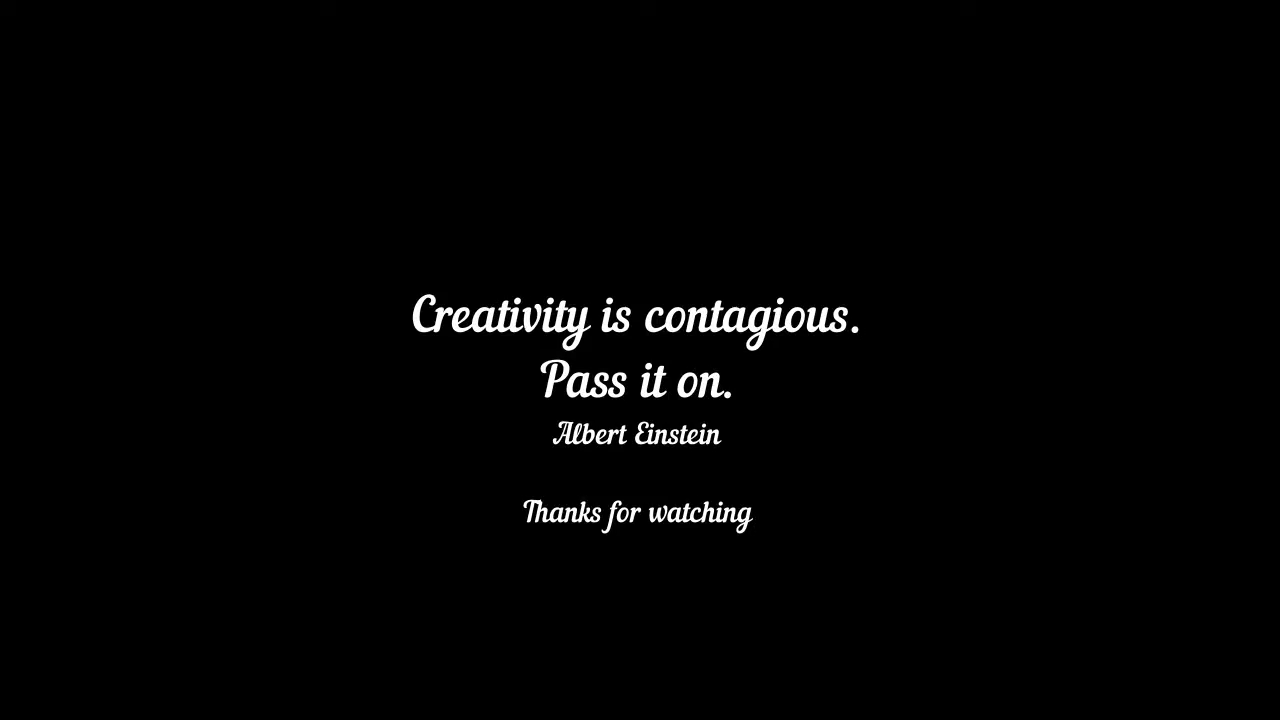 Creativity is contagious.
Pass it on.
Albert Einstein
Thanks for watching